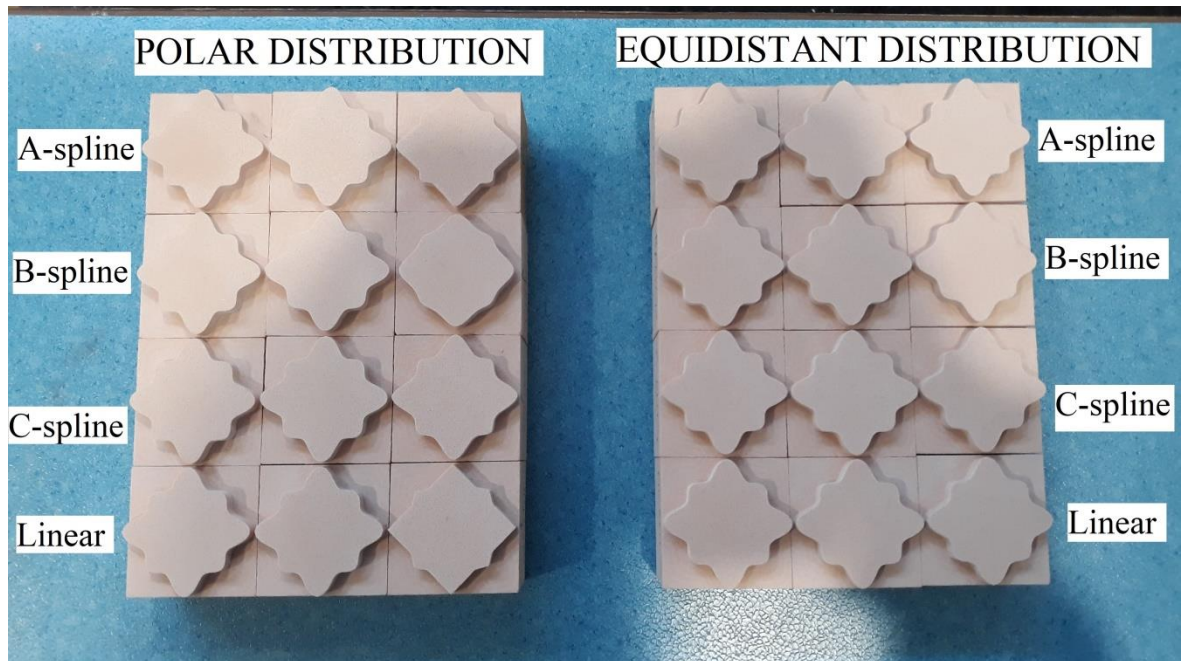 POLAR DISTRIBUTION
EQUIDISTANT DISTRIBUTION
A-spline
A-spline
B-spline
B-spline
C-spline
C-spline
Linear
Linear